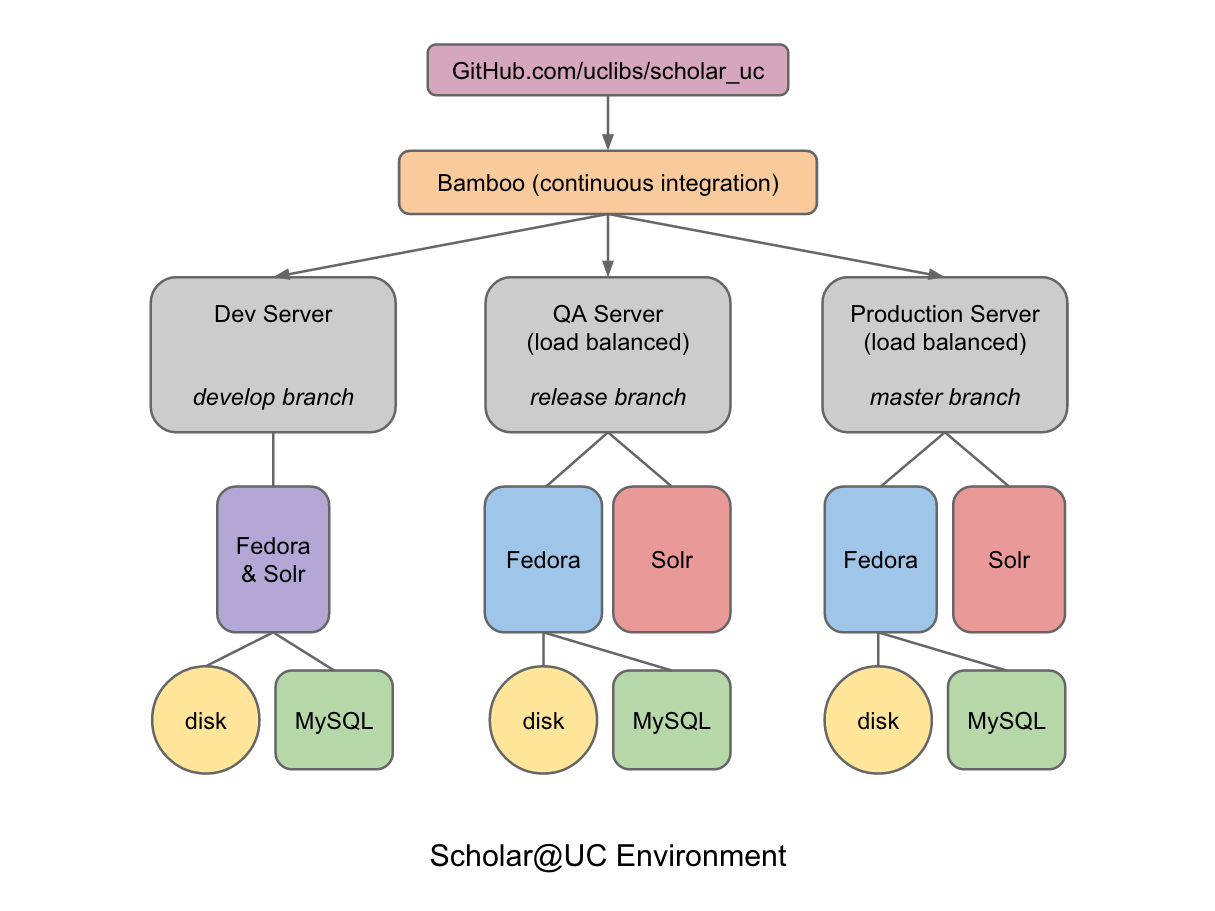 GitHub.com/uclibs/scholar_uc
Bamboo (continuous integration)
Dev Server
develop branch
QA Server
(load balanced)
release branch
Production Server
(load balanced)
master branch
Fedora
& Solr
Fedora
Solr
Fedora
Solr
disk
MySQL
disk
MySQL
disk
MySQL
Scholar@UC Environment